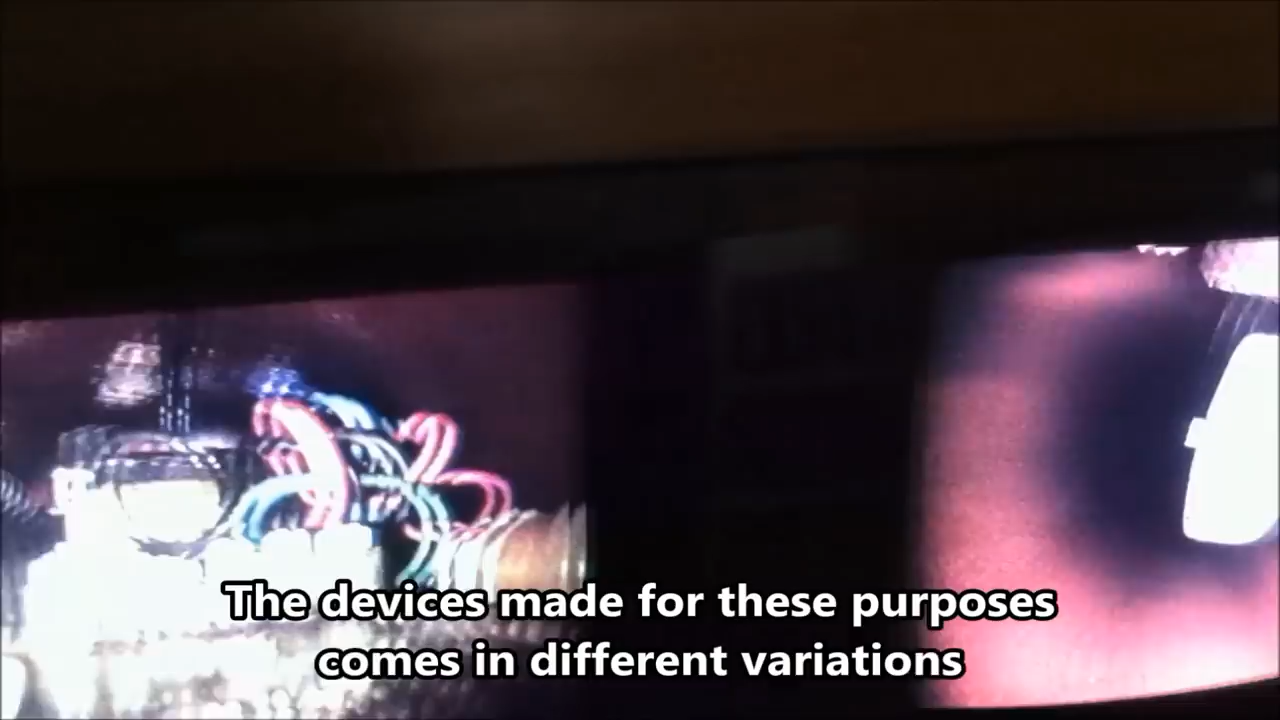 The devices made for these purposes
comes in different variations